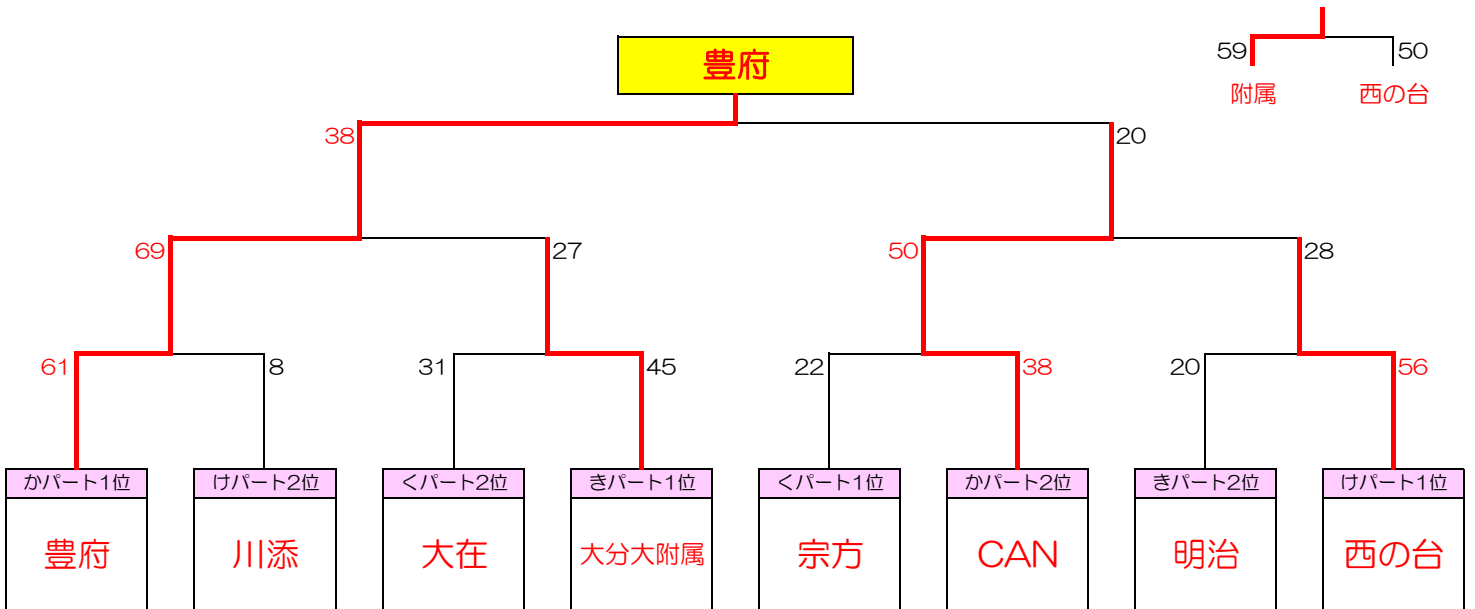 豊府
59
50
附属
西の台
38
20
69
27
50
28
61
8
31
45
22
38
20
56
かパート1位
けパート2位
くパート2位
きパート1位
くパート1位
かパート2位
きパート2位
けパート1位
豊府
川添
大在
大分大附属
宗方
CAN
明治
西の台